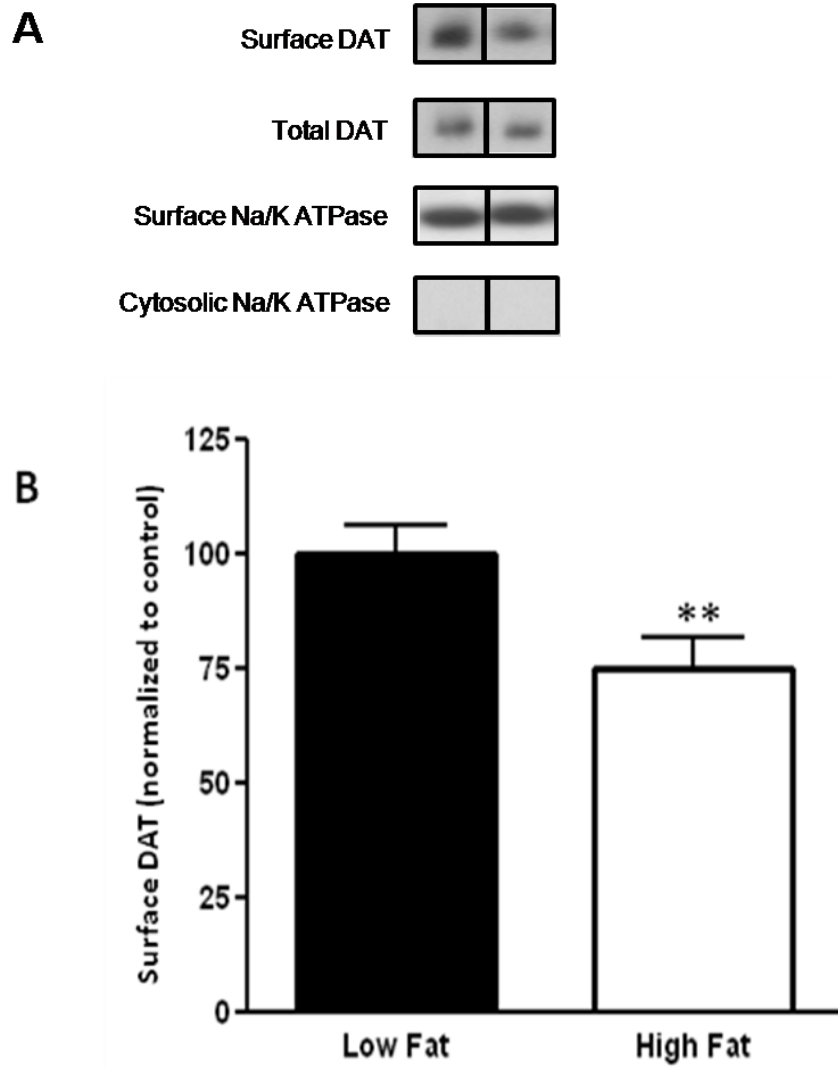 A
Surface DAT
Total DAT
Surface Na/K ATPase
Cytosolic Na/K ATPase
B
Surface DAT (normalized to control)
125
100
75
50
25
0
**
Low Fat
High Fat